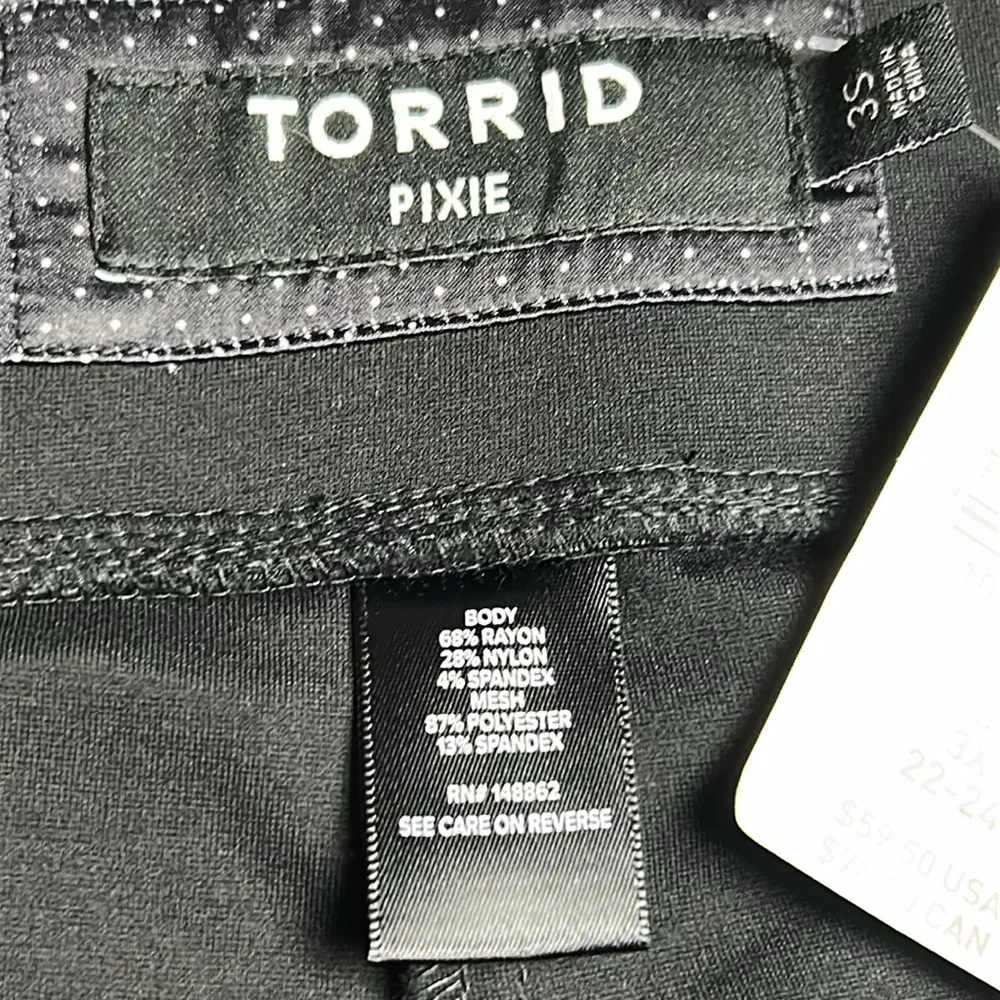 TORRID
PIXIE
3S
MADE IN
CHINA
BODY
68% RAYON
28% NYLON
4% SPANDEX
MESH
87% POLYESTER
13% SPANDEX
RN# 148862
SEE CARE ON REVERSE
3X
22-24
$59.50 USA
CAN